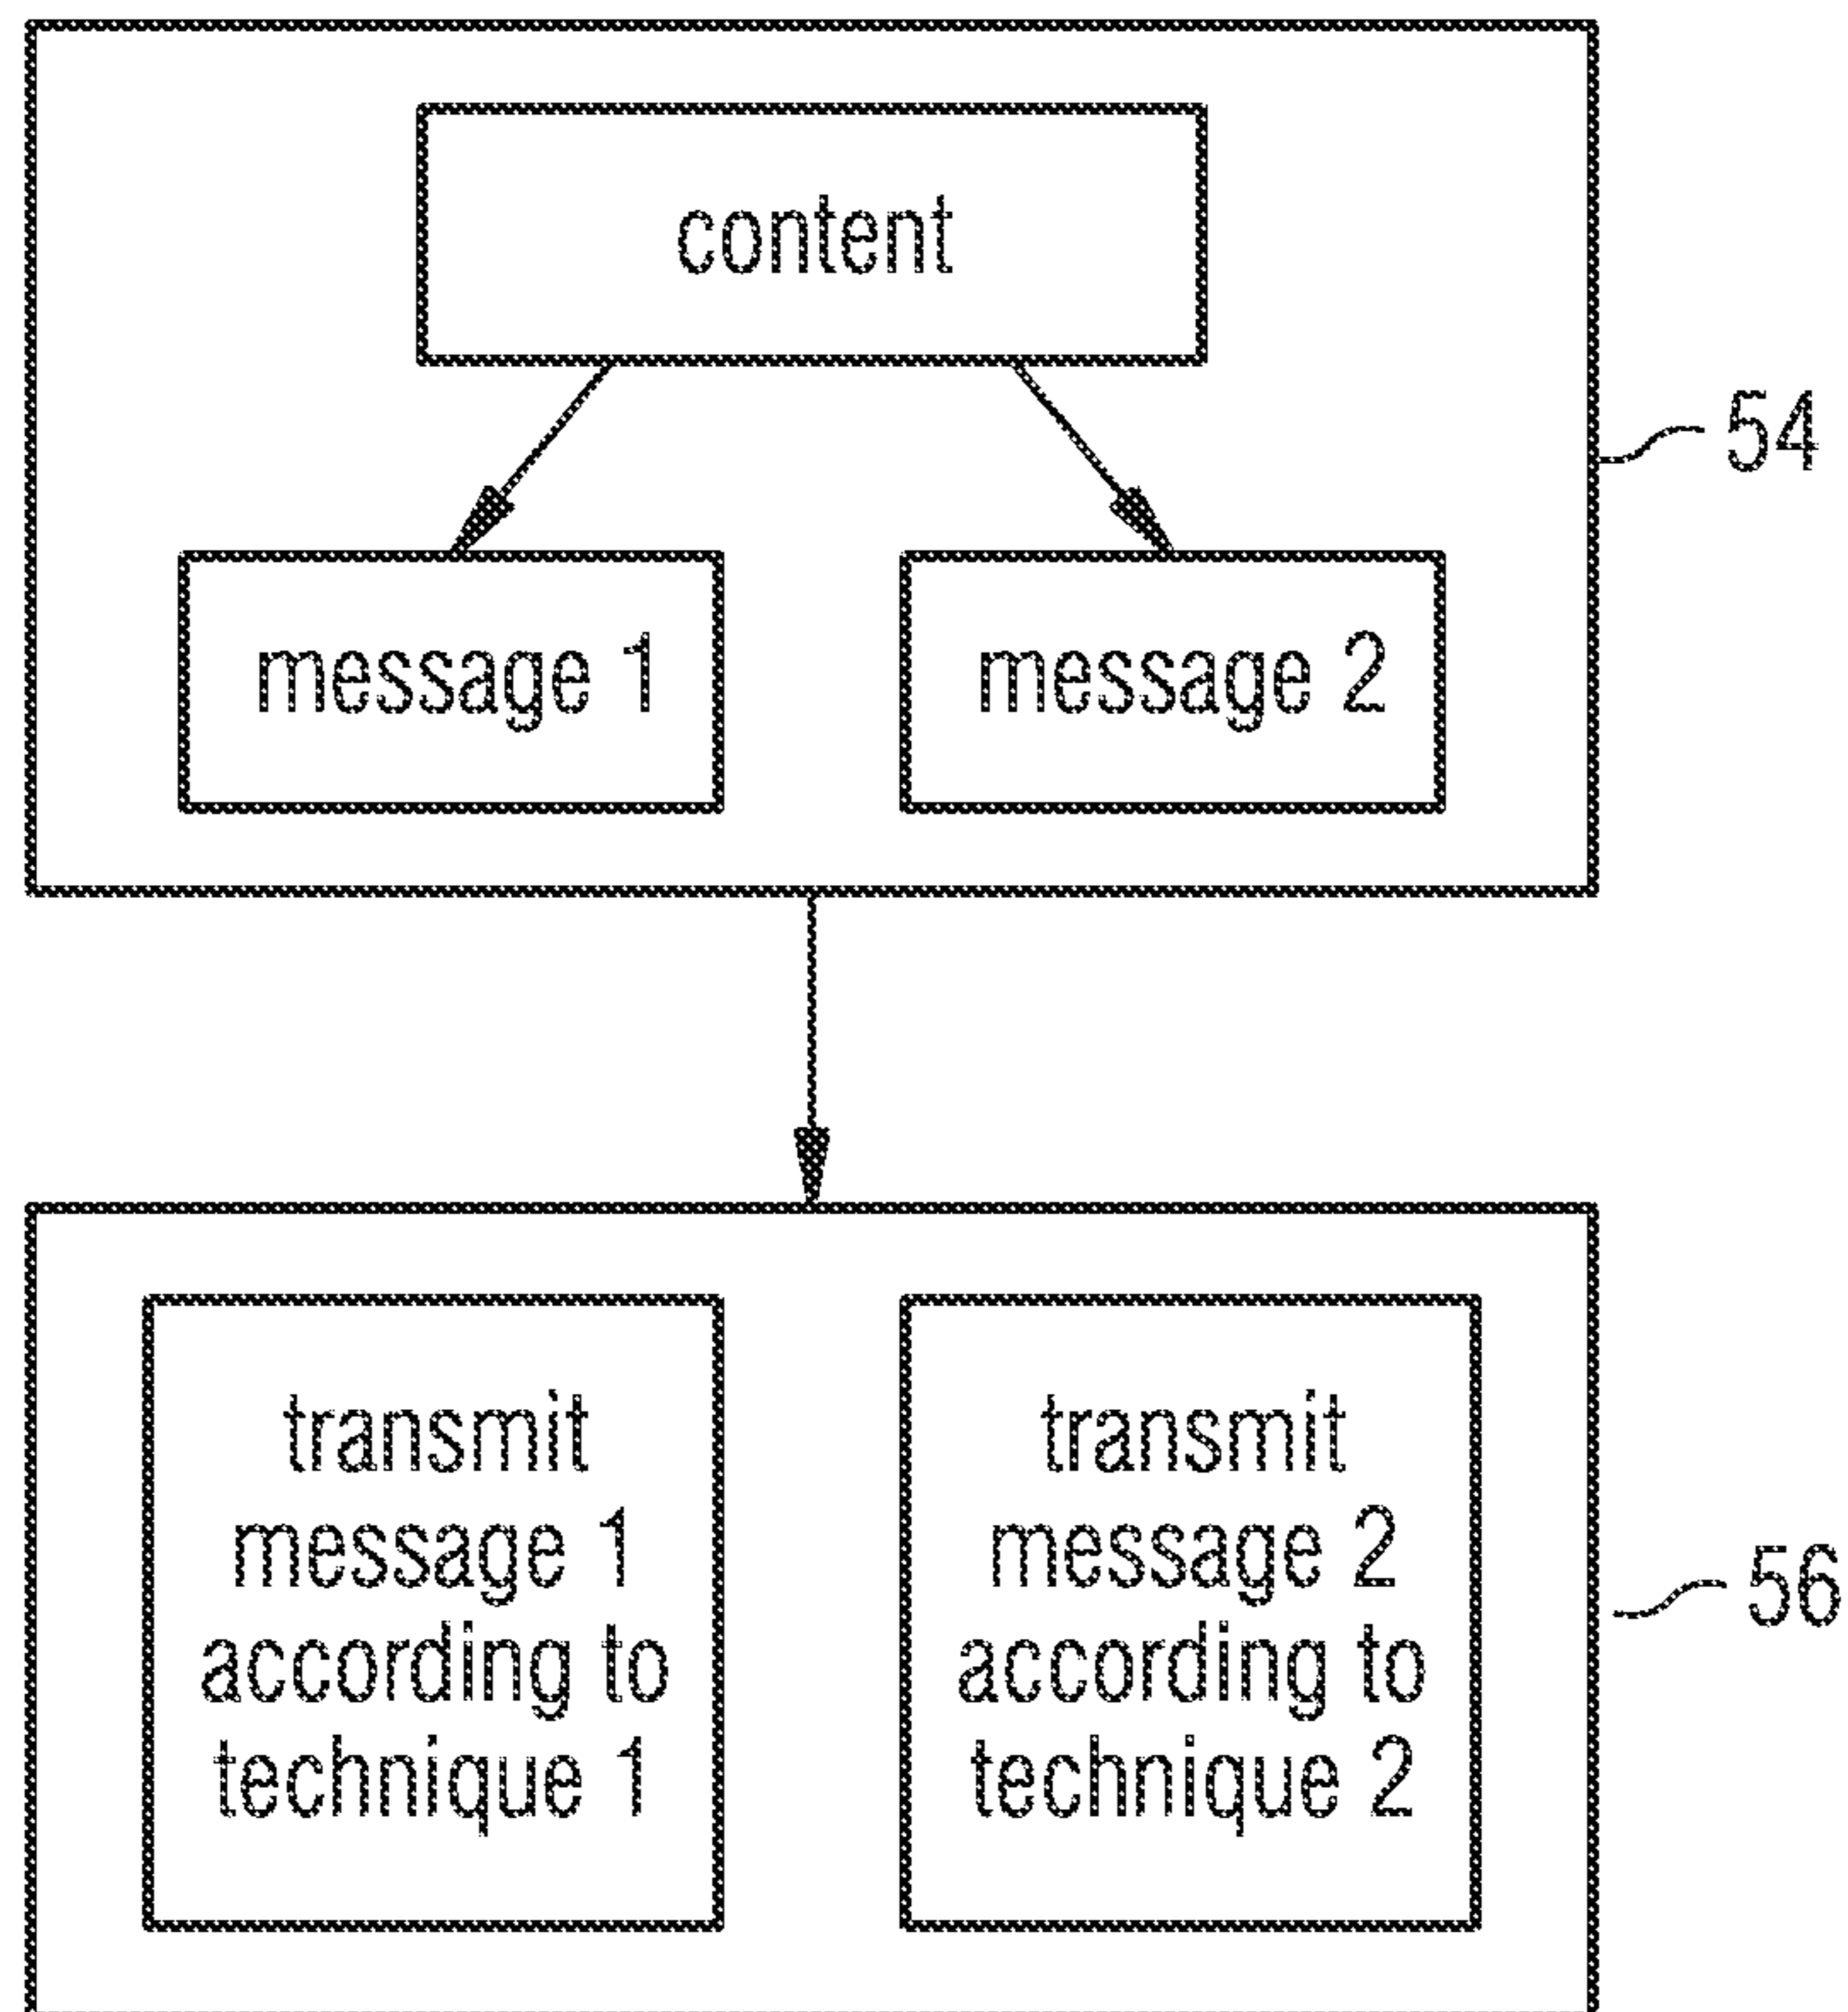 content
54
message 1
message 2
transmit
message 1
according to
technique 1
transmit
message 2
according to
technique 2
56